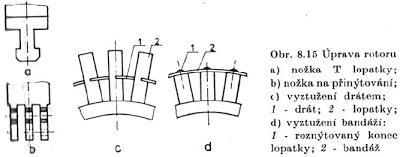 1
2
1
2
a
b
c
d
Obr. 8.15 Úprava rotoru
a) nožka T lopatky;
b) nožka na přinýtování;
c) vyztužení drátem;
1 - drát; 2 - lopatky;
d) vyztužení bandáží:
1 - roznýtovaný konec
lopatky; 2 - bandáž